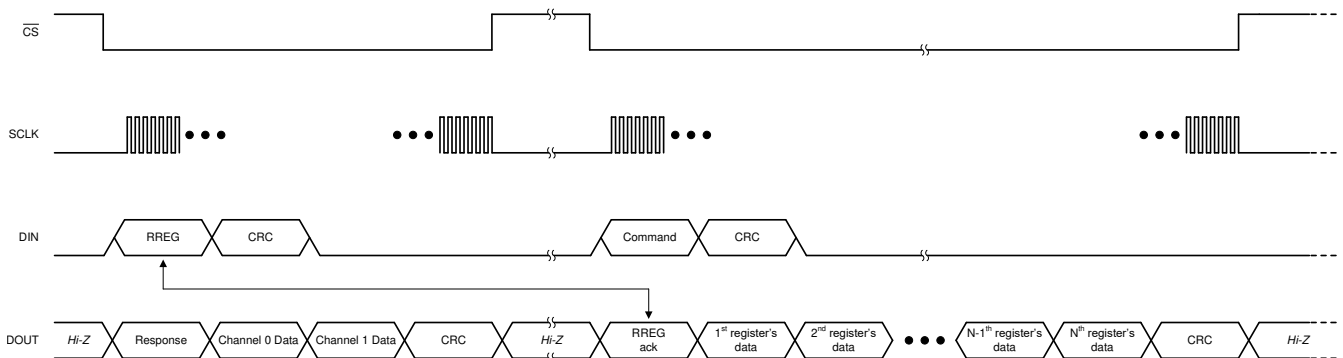 CS
SCLK
DIN
RREG
CRC
Command
CRC
DOUT
Hi-Z
Response
Channel 0 Data
Channel 1 Data
CRC
Hi-Z
RREG
ack
1st register's
data
2nd register's
data
N-1th register's
data
Nth register's
data
CRC
Hi-Z